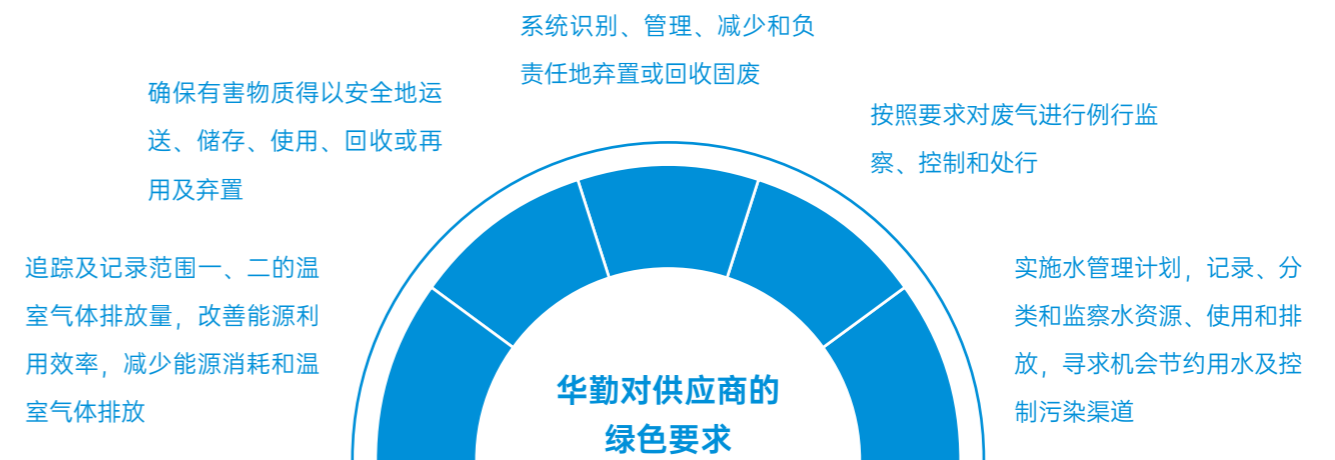 系统识别、管理、减少和负
责任地弃置或回收固废
确保有害物质得以安全地运
送、储存、使用、回收或再
用及弃置
按照要求对废气进行例行监
察、控制和处行
追踪及记录范围一、二的温
室气体排放量，改善能源利
用效率，减少能源消耗和温
室气体排放
实施水管理计划，记录、分
类和监察水资源、使用和排
放，寻求机会节约用水及控
制污染渠道
华勤对供应商的
绿色要求